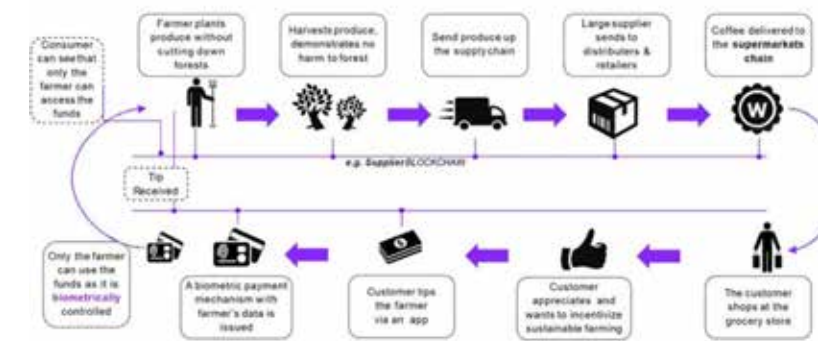 Consumer
can see that
only the
farmer can
access the
funds
Farmer plants
produce without
cutting down
forests
Harvests produce,
demonstrates no
harm to forest
Send produce up
the supply chain
Large supplier
sends to
distributers &
retailers
Coffee delivered to
the supermarkets
chain
W
e.g. SupplierBLOCKCHAIN
Tip
Received
Only the farmer
can use the
funds as it is
biometrically
controlled
A biometric payment
mechanism with
farmer's data is
issued
Customer tips
the farmer
via an app
Customer
appreciates and
wants to incentivize
sustainable farming
The customer
shops at the
grocery store